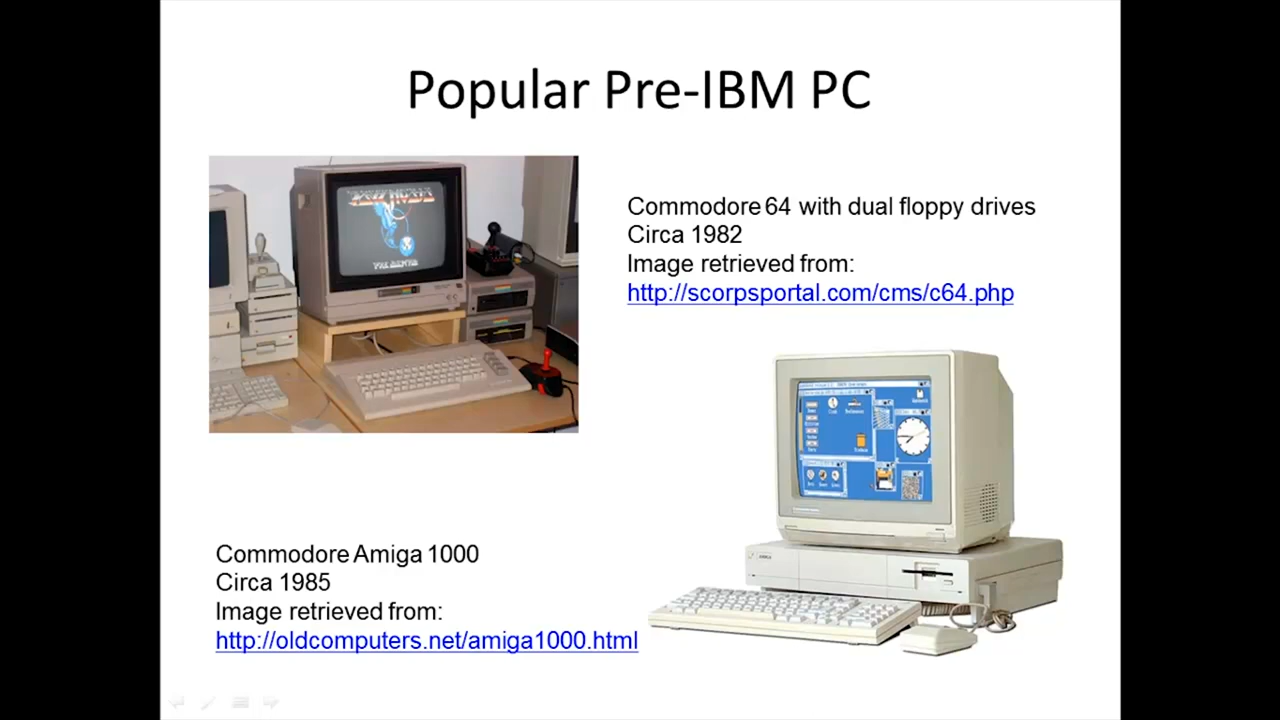 Popular Pre-IBM PC
Commodore 64 with dual floppy drives
Circa 1982
Image retrieved from:
http://scorpsportal.com/cms/c64.php
Commodore Amiga 1000
Circa 1985
Image retrieved from:
http://oldcomputers.net/amiga1000.html